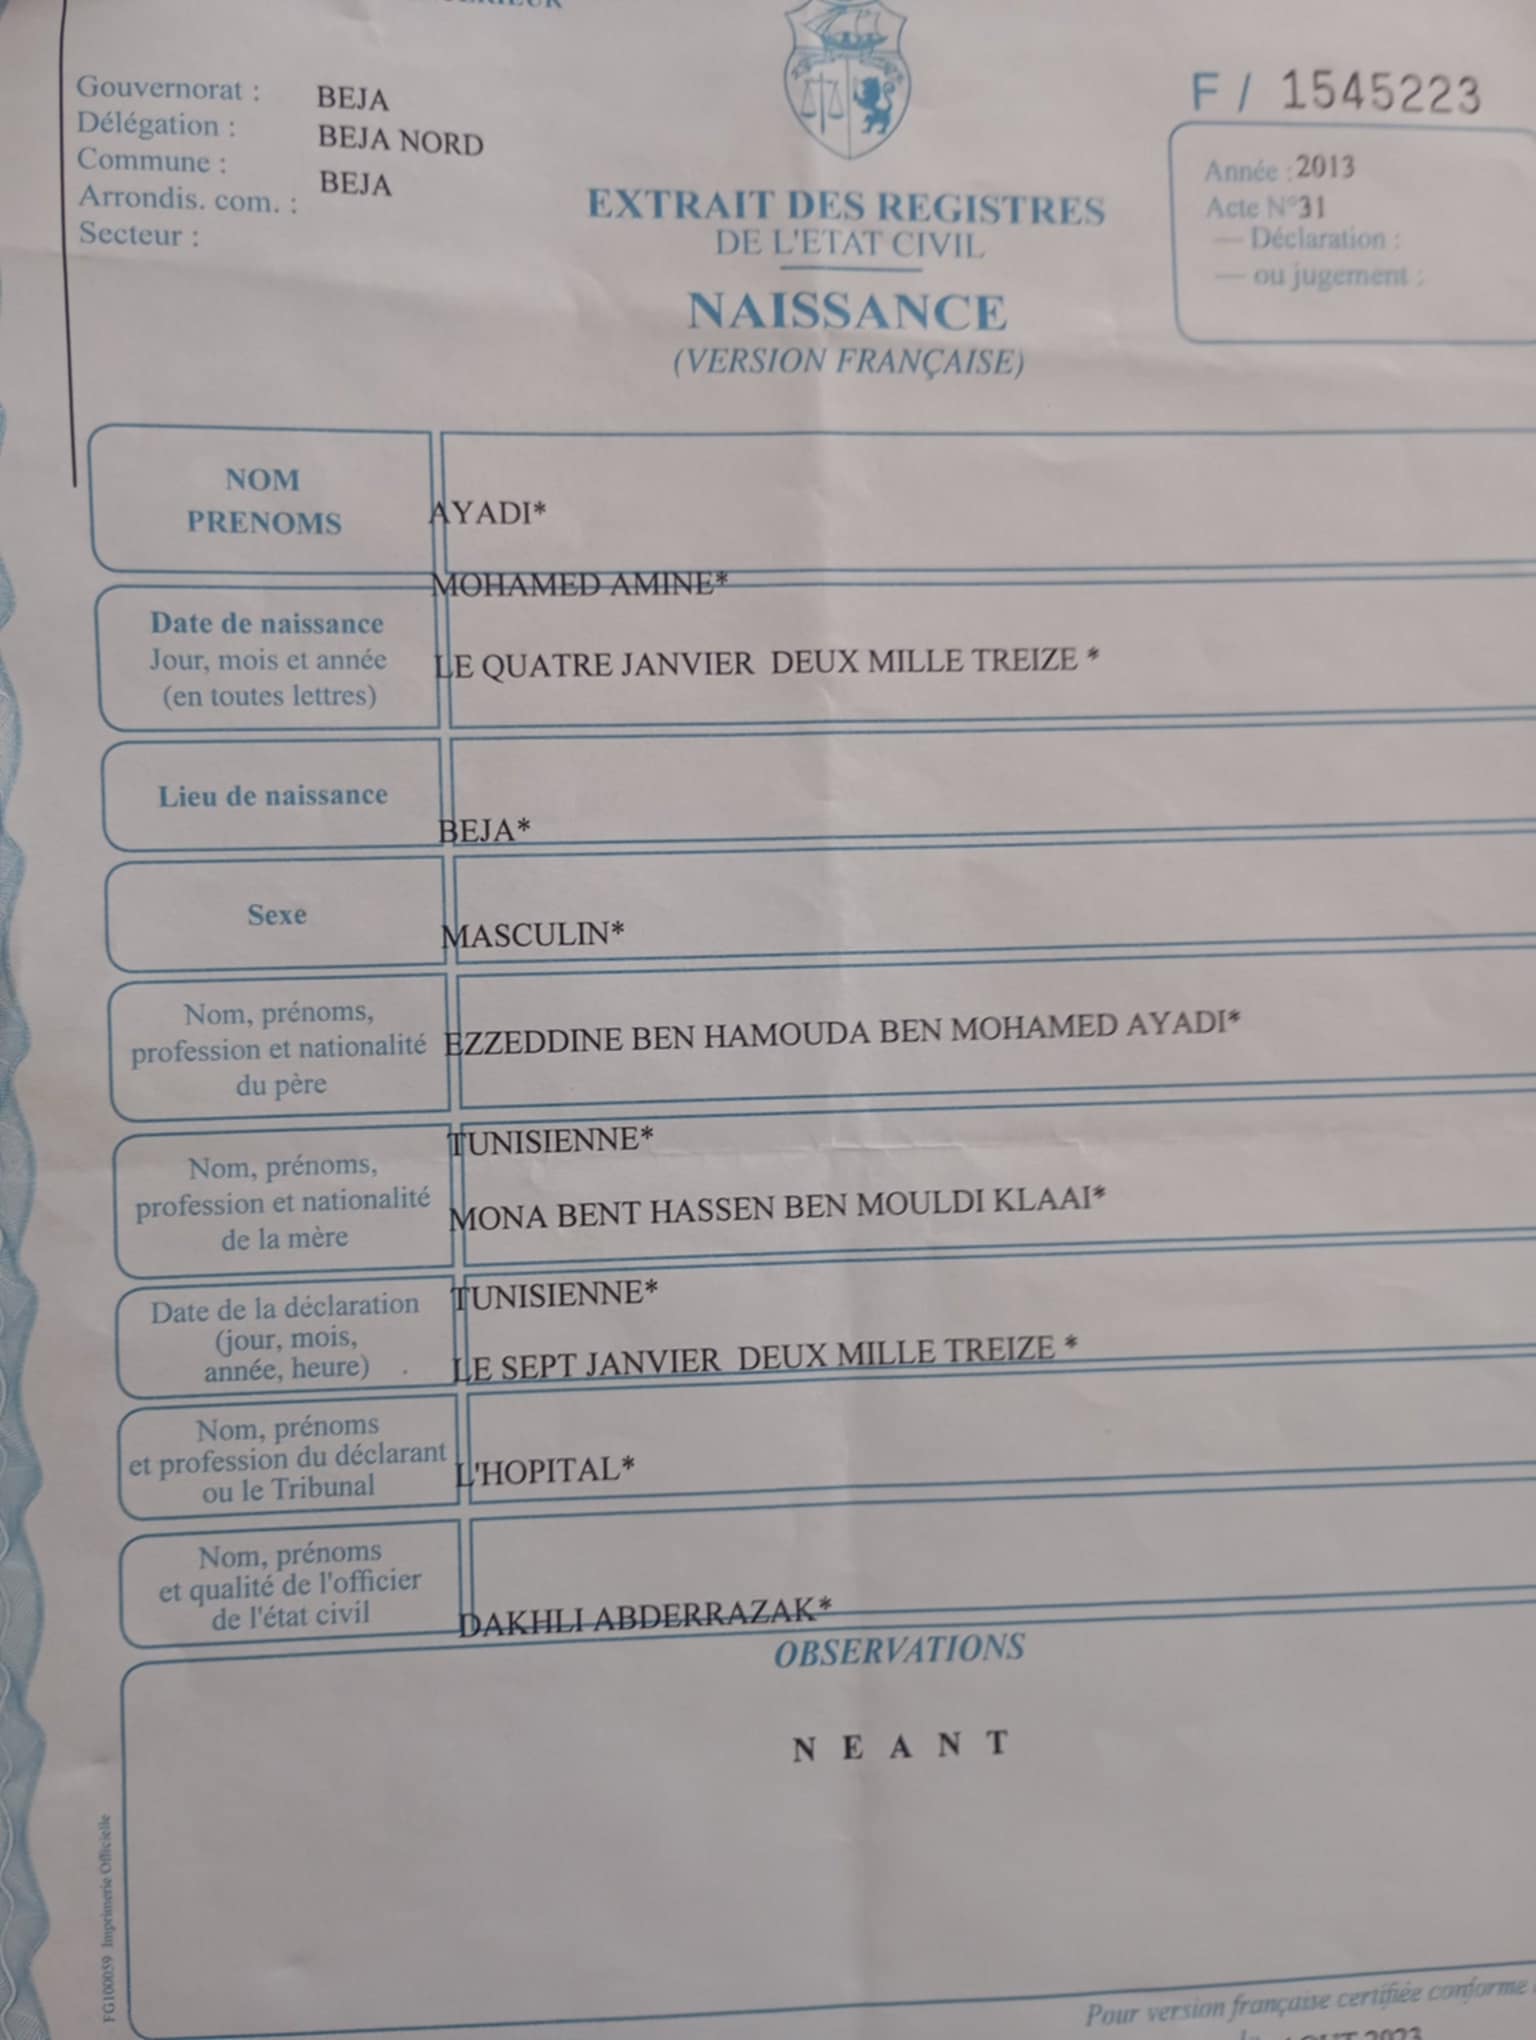 Gouvernorat : BEJA
Délégation : BEJA NORD
Commune : BEJA
Arrondis. com. :
Secteur :
F / 1545223
Année : 2013
Acte N°31
— Déclaration :
— ou jugement :
EXTRAIT DES REGISTRES
DE L'ETAT CIVIL
NAISSANCE
(VERSION FRANÇAISE)
NOM
PRENOMS
AYADI*
MOHAMED AMINE*
Date de naissance
Jour, mois et année
(en toutes lettres)
LE QUATRE JANVIER DEUX MILLE TREIZE *
Lieu de naissance
BEJA*
Sexe
MASCULIN*
Nom, prénoms,
profession et nationalité
du père
EZZEDDINE BEN HAMOUDA BEN MOHAMED AYADI*
TUNISIENNE*
Nom, prénoms,
profession et nationalité
de la mère
MONA BENT HASSEN BEN MOULDI KLAAI*
TUNISIENNE*
Date de la déclaration
(jour, mois,
année, heure)
LE SEPT JANVIER DEUX MILLE TREIZE *
Nom, prénoms
et profession du déclarant
ou le Tribunal
L'HOPITAL*
Nom, prénoms
et qualité de l'officier
de l'état civil
DAKHLI ABDERRAZAK*
OBSERVATIONS
N E A N T
FG100059 Imprimerie Officielle
Pour version française certifiée conforme
2023